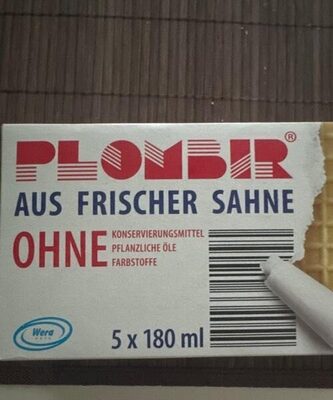 PLOMBIR®
AUS FRISCHER SAHNE
OHNE
KONSERVIERUNGSMITTEL
PFLANZLICHE ÖLE
FARBSTOFFE
Wera
5 x 180 ml